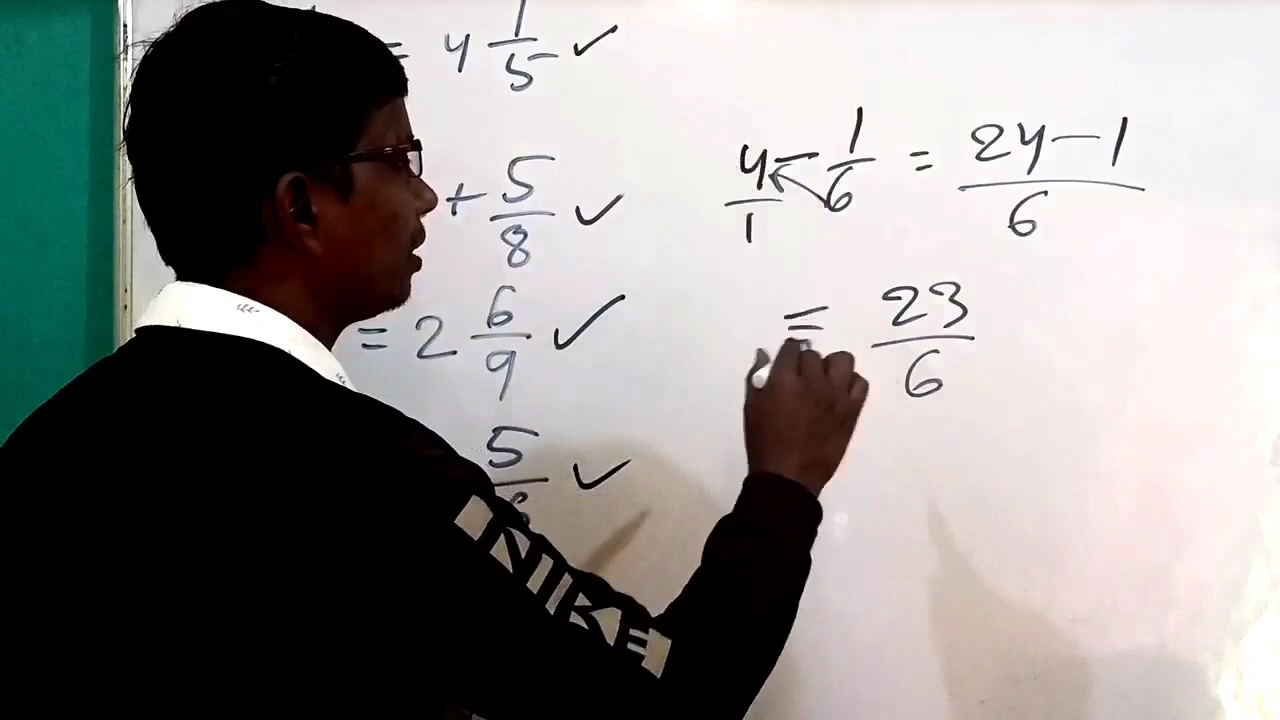 = 4 1/5 ✓
+ 5/8 ✓
= 2 6/9 ✓
5 ✓
4/1 - 1/6 = 24-1/6
= 23/6
NIKE